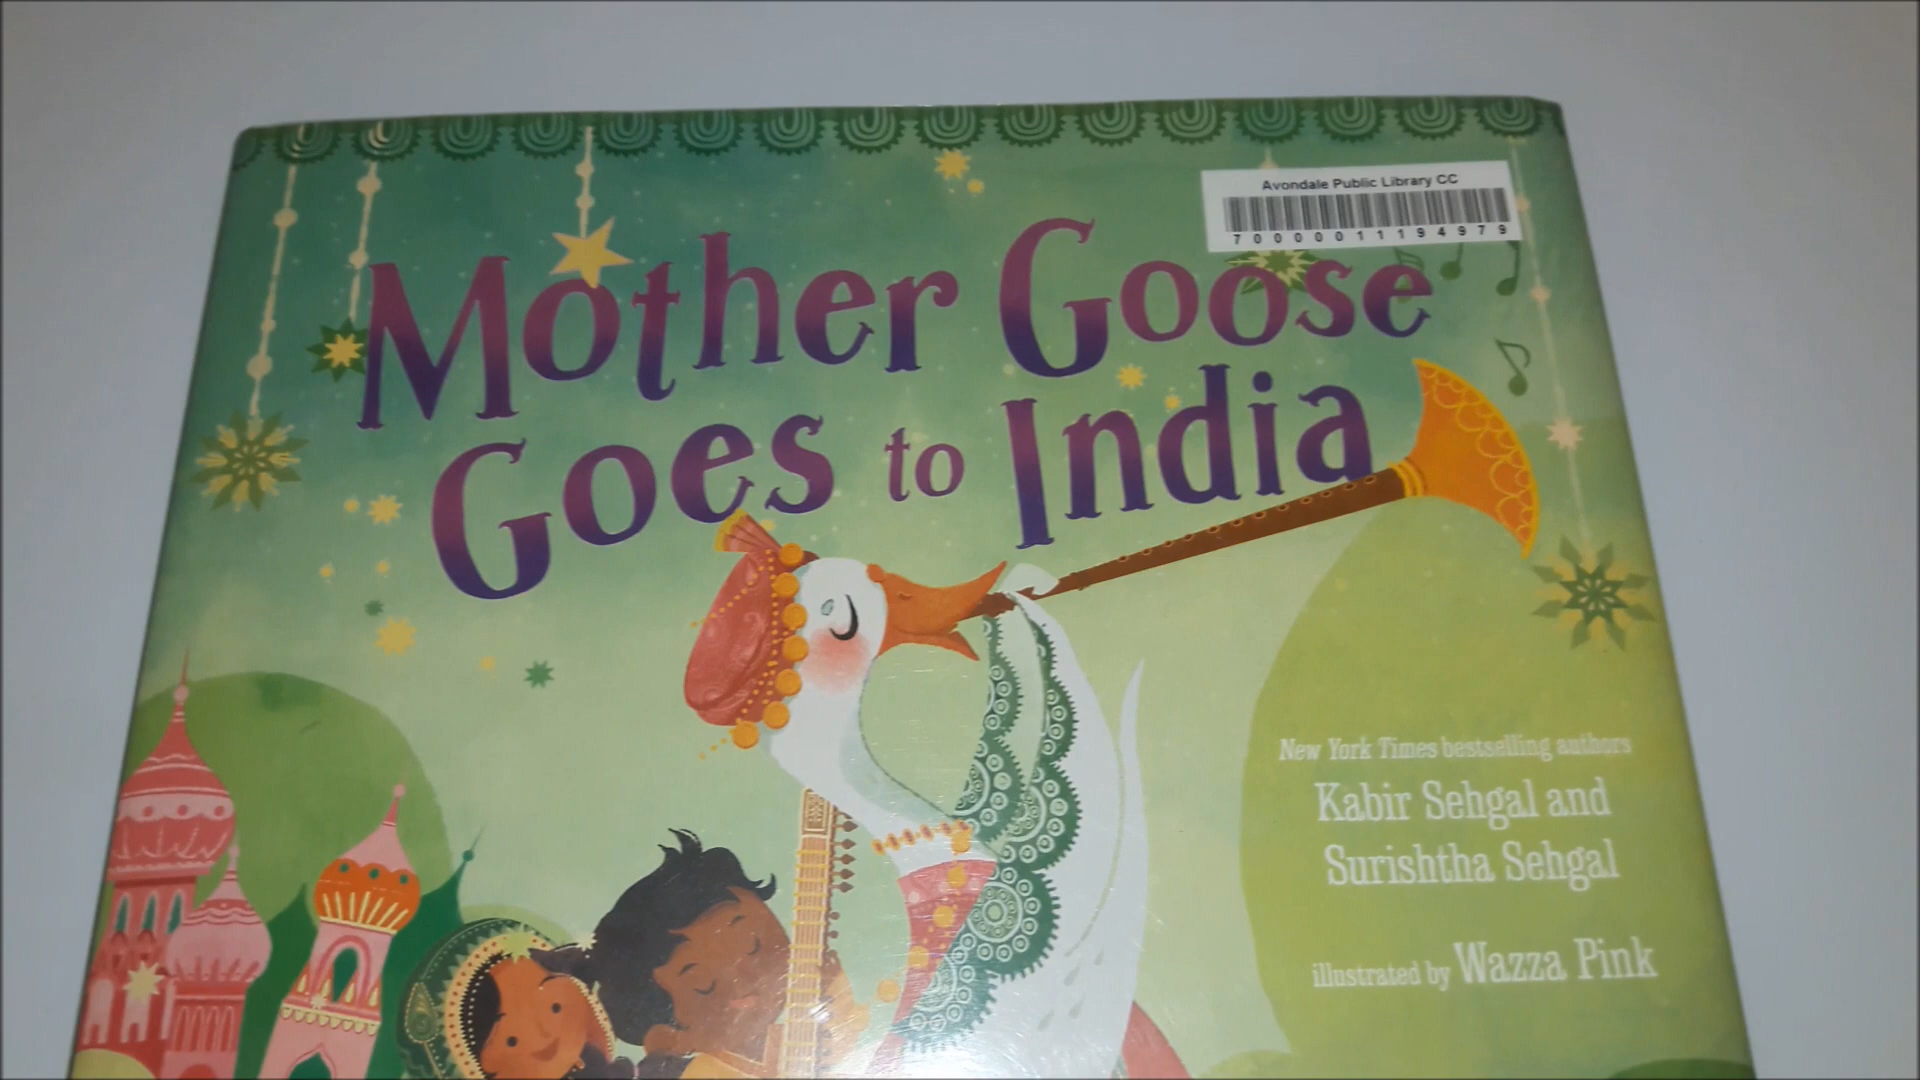 Avondale Public Library CC
70000011194979
Mother Goose
Goes to India
New York Times bestselling authors
Kabir Sehgal and
Surishtha Sehgal
illustrated by Wazza Pink